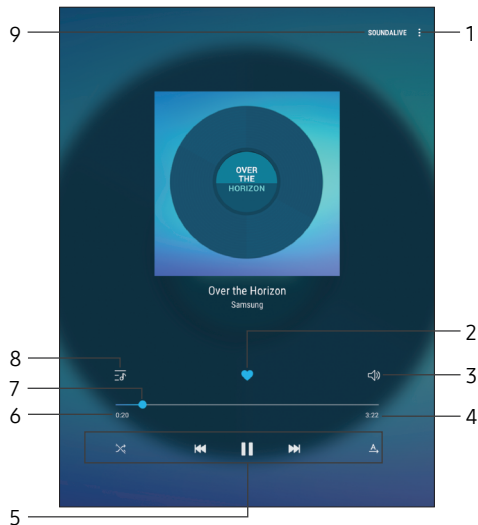 9
SOUNDALIVE
1
OVER
THE
HORIZON
Over the Horizon
Samsung
2
8
3
7
6
0:20
3:22
4
A
5